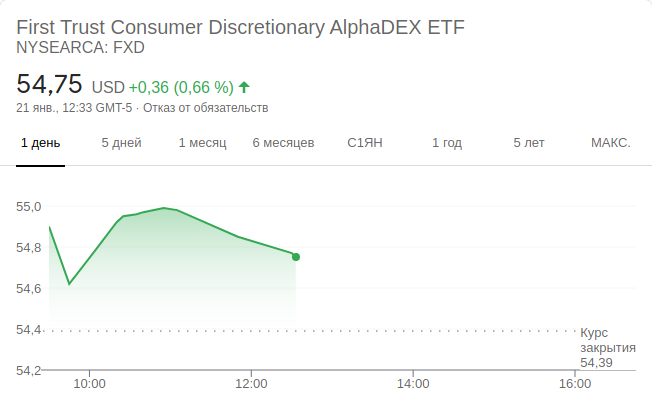 First Trust Consumer Discretionary AlphaDEX ETF
NYSEARCA: FXD
54,75 USD +0,36 (0,66 %)
21 янв., 12:33 GMT-5 · Отказ от обязательств
1 день 5 дней 1 месяц 6 месяцев С1ЯН 1 год 5 лет МАКС.
55,0
54,8
54,6
54,4
Курс
закрытия
54,39
54,2
10:00 12:00 14:00 16:00